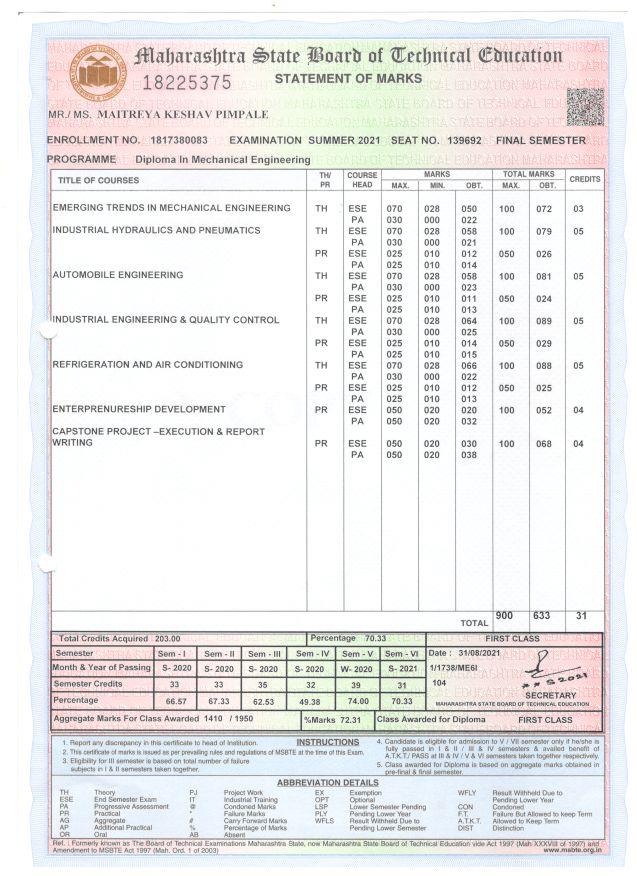 Maharashtra State Board of Technical Education
18225375 STATEMENT OF MARKS
MR./ MS. MAITREYA KESHAV PIMPALE
ENROLLMENT NO. 1817380083 EXAMINATION SUMMER 2021 SEAT NO. 139692 FINAL SEMESTER
PROGRAMME Diploma In Mechanical Engineering
TITLE OF COURSES TH/ PR COURSE HEAD MARKS MAX. MIN. OBT. TOTAL MARKS MAX. OBT. CREDITS
EMERGING TRENDS IN MECHANICAL ENGINEERING TH ESE 070 028 050 100 072 03
PA 030 000 022
INDUSTRIAL HYDRAULICS AND PNEUMATICS TH ESE 070 028 058 100 079 05
PA 030 000 021
PR ESE 025 010 012 050 026
PA 025 010 014
AUTOMOBILE ENGINEERING TH ESE 070 028 058 100 081 05
PA 030 000 023
PR ESE 025 010 011 050 024
PA 025 010 013
INDUSTRIAL ENGINEERING & QUALITY CONTROL TH ESE 070 028 064 100 089 05
PA 030 000 025
PR ESE 025 010 014 050 029
PA 025 010 015
REFRIGERATION AND AIR CONDITIONING TH ESE 070 028 066 100 088 05
PA 030 000 022
PR ESE 025 010 012 050 025
PA 025 010 013
ENTERPRENURESHIP DEVELOPMENT PR ESE 050 020 020 100 052 04
PA 050 020 032
CAPSTONE PROJECT –EXECUTION & REPORT
WRITING PR ESE 050 020 030 100 068 04
PA 050 020 038
TOTAL 900 633 31
Total Credits Acquired 203.00 Percentage 70.33 FIRST CLASS
Semester Sem - I Sem - II Sem - III Sem - IV Sem - V Sem - VI Date : 31/08/2021
Month & Year of Passing S- 2020 S- 2020 S- 2020 S- 2020 W- 2020 S- 2021 1/1738/ME6I
Semester Credits 33 33 35 32 39 31 104
SECRETARY
Percentage 66.57 67.33 62.53 49.38 74.00 70.33 MAHARASHTRA STATE BOARD OF TECHNICAL EDUCATION
Aggregate Marks For Class Awarded 1410 / 1950 %Marks 72.31 Class Awarded for Diploma FIRST CLASS
INSTRUCTIONS
1. Report any discrepancy in this certificate to head of Institution.
2. This certificate of marks is issued as per prevailing rules and regulations of MSBTE at the time of this Exam.
3. Eligibility for III semester is based on total number of failure
subjects in I & II semesters taken together.
4. Candidate is eligible for admission to V / VII semester only if he/she is
fully passed in I & II / III & IV semesters & availed benefit of
A.T.K.T./ PASS at III & IV / V & VI semesters taken together respectively.
5. Class awarded for Diploma is based on aggregate marks obtained in
pre-final & final semester.
ABBREVIATION DETAILS
TH Theory PJ Project Work EX Exemption WFLY Result Withheld Due to
ESE End Semester Exam IT Industrial Training OPT Optional Pending Lower Year
PA Progressive Assessment @ Condoned Marks LSP Lower Semester Pending CON Condoned
PR Practical * Failure Marks PLY Pending Lower Year F.T. Failure But Allowed to keep Term
AG Aggregate # Carry Forward Marks WFLS Result Withheld Due to A.T.K.T. Allowed to Keep Term
AP Additional Practical % Percentage of Marks Pending Lower Semester DIST Distinction
OR Oral AB Absent
Ref. : Formerly known as The Board of Technical Examinations Maharashtra State, now Maharashtra State Board of Technical Education vide Act 1997 (Mah XXXVIII of 1997) and
Amendment to MSBTE Act 1997 (Mah. Ord. 1 of 2003) www.msbte.org.in